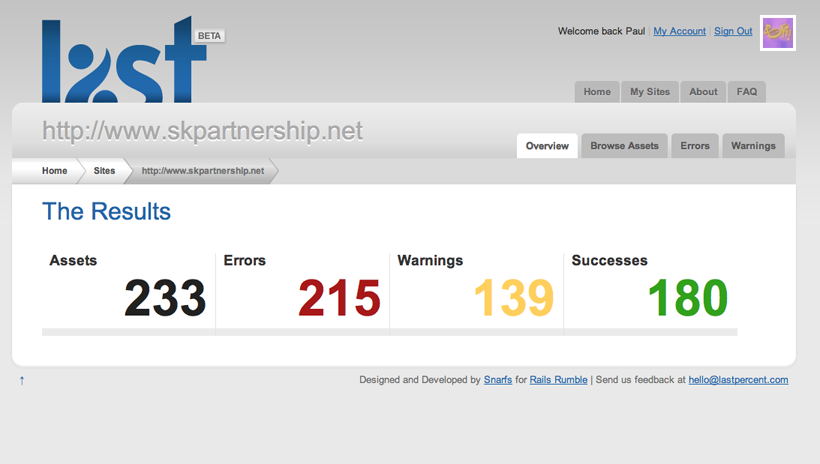 last
BETA
Welcome back Paul | My Account | Sign Out
Home My Sites About FAQ
http://www.skpartnership.net
Overview Browse Assets Errors Warnings
Home Sites http://www.skpartnership.net
The Results
Assets Errors Warnings Successes
233 215 139 180
↑ Designed and Developed by Snarfs for Rails Rumble | Send us feedback at hello@lastpercent.com